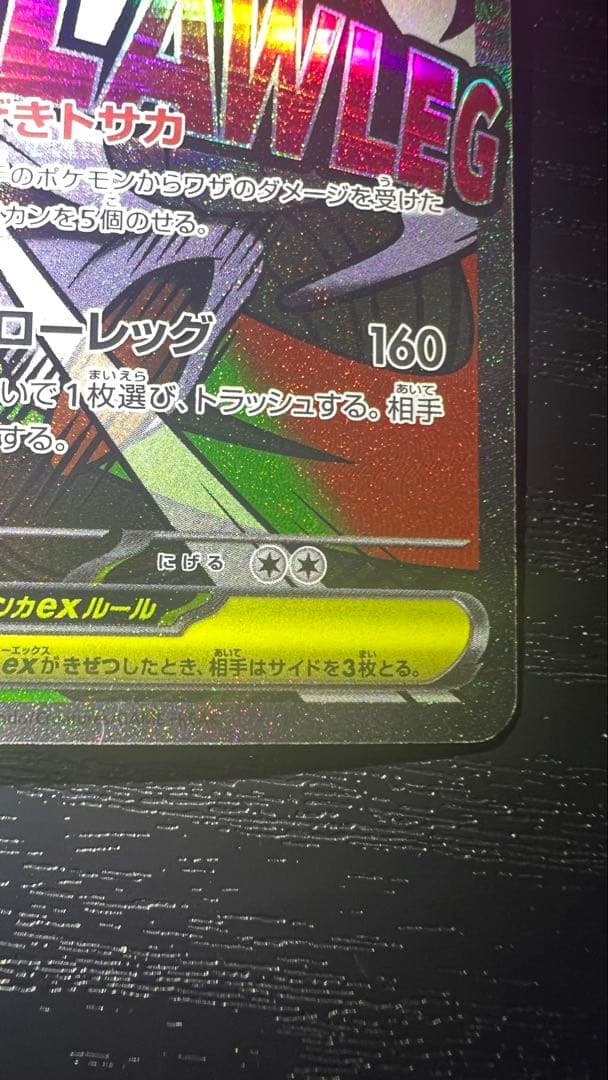 LAWLEG
きトサカ
のポケモンからワザのダメージを受けた
カンを5個のせる。
ローレッグ 160
いで1枚選び、トラッシュする。相手
する。
にげる
ンカexルール
exがきぜつしたとき、相手はサイドを3枚とる。